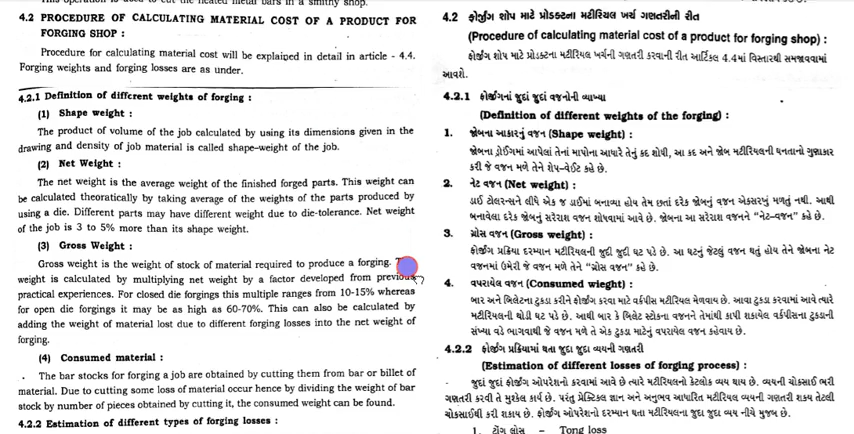 This operation is used to cut the heated metal bars in a smithy shop.
4.2 PROCEDURE OF CALCULATING MATERIAL COST OF A PRODUCT FOR
FORGING SHOP :
Procedure for calculating material cost will be explaiped in detail in article - 4.4.
Forging weights and forging losses are as under.
4.2.1 Definition of different weights of forging :
(1) Shape weight :
The product of volume of the job calculated by using its dimensions given in the
drawing and density of job material is called shape-weight of the job.
(2) Net Weight :
The net weight is the average weight of the finished forged parts. This weight can
be calculated theoratically by taking average of the weights of the parts produced by
using a die. Different parts may have different weight due to die-tolerance. Net weight
of the job is 3 to 5% more than its shape weight.
(3) Gross Weight :
Gross weight is the weight of stock of material required to produce a forging.
weight is calculated by multiplying net weight by a factor developed from previous
practical experiences. For closed die forgings this multiple ranges from 10-15% whereas
for open die forgings it may be as high as 60-70%. This can also be calculated by
adding the weight of material lost due to different forging losses into the net weight of
forging.
(4) Consumed material :
The bar stocks for forging a job are obtained by cutting them from bar or billet of
material. Due to cutting some loss of material occur hence by dividing the weight of bar
stock by number of pieces obtained by cutting it, the consumed weight can be found.
4.2.2 Estimation of different types of forging losses :
4.2 ફોર્જીંગ શોપ માટે પ્રોડક્ટના મટીરિયલ ખર્ચ ગણતરીની રીત
(Procedure of calculating material cost of a product for forging shop) :
ફોર્જીંગ શોપ માટે પ્રોડક્ટના મટીરિયલ ખર્ચની ગણતરી કરવાની રીત આર્ટિકલ 4.4માં વિસ્તારથી સમજાવવામાં
આવશે.
4.2.1 ફોર્જીંગનાં જુદાં જુદાં વજનોની વ્યાખ્યા
(Definition of different weights of the forging) :
1. જોબના આકારનું વજન (Shape weight) :
જોબના ડ્રોઈંગમાં આપેલાં તેનાં માપોના આધારે તેનું કદ શોધી, આ કદ અને જોબ મટીરિયલની ઘનતાનો ગુણાકાર
કરી જે વજન મળે તેને શેપ-વેઈટ કહે છે.
2. નેટ વજન (Net weight) :
ડાઈ ટોલરન્સને લીધે એક જ ડાઈમાં બનાવ્યા હોય તેમ છતાં દરેક જોબનું વજન એકસરખું મળતું નથી. આથી
બનાવેલા દરેક જોબનું સરેરાશ વજન શોધવામાં આવે છે. જોબના આ સરેરાશ વજનને “નેટ-વજન” કહે છે.
3. ગ્રોસ વજન (Gross weight) :
ફોર્જીંગ પ્રક્રિયા દરમ્યાન મટીરિયલની જુદી જુદી ઘટ પડે છે. આ ઘટનું જેટલું વજન થતું હોય તેને જોબના નેટ
વજનમાં ઉમેરી જે વજન મળે તેને “ગ્રોસ વજન” કહે છે.
4. વપરાયેલ વજન (Consumed wieght) :
બાર અને બિલેટના ટુકડા કરીને ફોર્જીંગ કરવા માટે વર્કપીસ મટીરિયલ મેળવાય છે. આવા ટુકડા કરવામાં આવે ત્યારે
મટીરિયલની થોડી ઘટ પડે છે. આથી બાર કે બિલેટ સ્ટોકના વજનને તેમાંથી કાપી શકાયેલ વર્કપીસના ટુકડાની
સંખ્યા વડે ભાગવાથી જે વજન મળે તે એક ટુકડા માટેનું વપરાયેલ વજન કહેવાય છે.
4.2.2 ફોર્જીંગ પ્રક્રિયામાં થતા જુદા જુદા વ્યયની ગણતરી
(Estimation of different losses of forging process) :
જુદાં જુદાં ફોર્જીંગ ઓપરેશનો કરવામાં આવે છે ત્યારે મટીરિયલનો કેટલોક વ્યય થાય છે. વ્યયની ચોકસાઈ ભરી
ગણતરી કરવી તે મુશ્કેલ કાર્ય છે. પરંતુ પ્રેક્ટિકલ જ્ઞાન અને અનુભવ આધારિત મટીરિયલ વ્યયની ગણતરી શક્ય તેટલી
ચોકસાઈથી કરી શકાય છે. ફોર્જીંગ ઓપરેશનો દરમ્યાન થતા મટીરિયલના જુદા જુદા વ્યય નીચે મુજબ છે.
1. ટોંગ લોસ – Tong loss